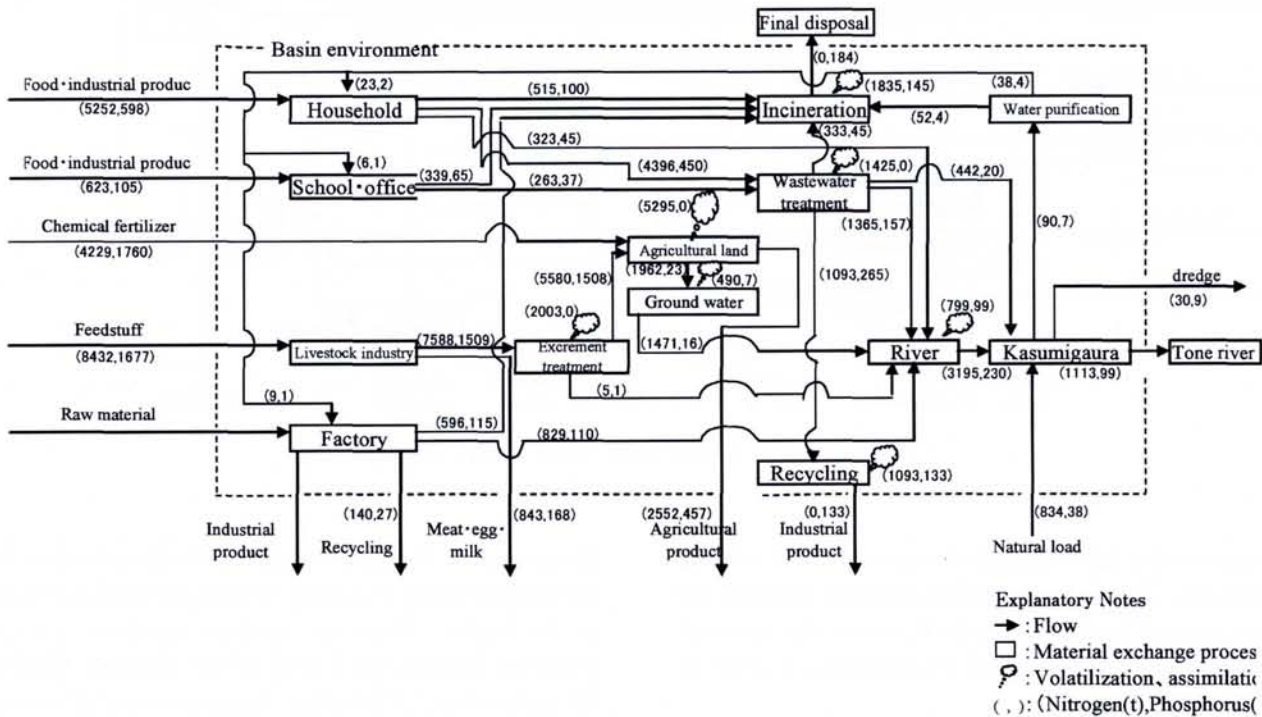 Final disposal
Basin environment
(0,184)
Food・industrial produc
(5252,598)
(23,2)
Household
(515,100)
Incineration
(1835,145)
(38,4)
Water purification
(52,4)
(333,45)
(323,45)
Food・industrial produc
(623,105)
(6,1)
School・office
(339,65)
(263,37)
(4396,450)
Wastewater
treatment
(1425,0)
(442,20)
(1365,157)
(90,7)
Chemical fertilizer
(4229,1760)
(5295,0)
Agricultural land
(5580,1508)
(1962,23)
(490,7)
Ground water
(1093,265)
dredge
(30,9)
Feedstuff
(8432,1677)
Livestock industry
(7588,1509)
(2003,0)
Excrement
treatment
(1471,16)
(799,99)
River
(3195,230)
Kasumigaura
(1113,99)
Tone river
(5,1)
Raw material
(9,1)
Factory
(596,115)
(829,110)
Recycling
(1093,133)
Industrial
product
(140,27)
Recycling
Meat・egg・
milk
(843,168)
(2552,457)
Agricultural
product
(0,133)
Industrial
product
(834,38)
Natural load
Explanatory Notes
: Flow
: Material exchange proces
: Volatilization、assimilatic
( , ): (Nitrogen(t),Phosphorus(